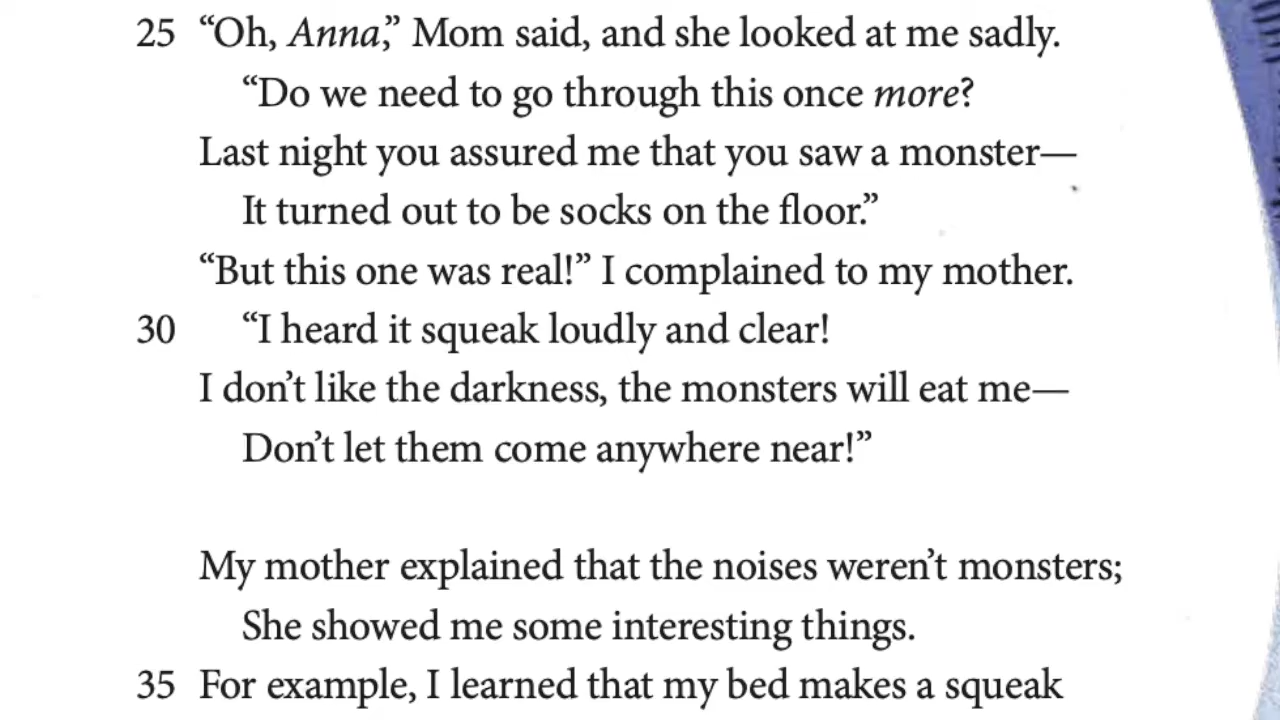 25 “Oh, Anna,” Mom said, and she looked at me sadly.
“Do we need to go through this once more?
Last night you assured me that you saw a monster—
It turned out to be socks on the floor.”
“But this one was real!” I complained to my mother.
30 “I heard it squeak loudly and clear!
I don’t like the darkness, the monsters will eat me—
Don’t let them come anywhere near!”
My mother explained that the noises weren’t monsters;
She showed me some interesting things.
35 For example, I learned that my bed makes a squeak